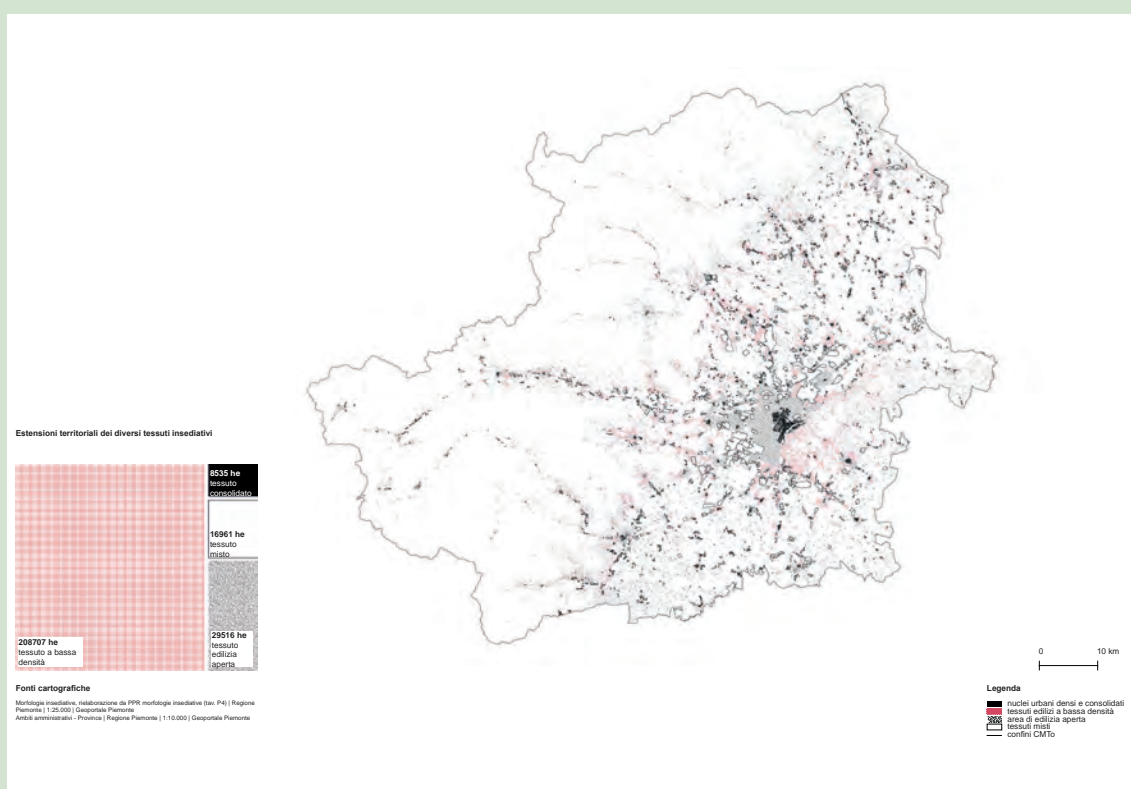 Estensioni territoriali dei diversi tessuti insediativi
8535 he
tessuto
consolidato
16961 he
tessuto
misto
29516 he
tessuto
edilizia
aperta
208707 he
tessuto a bassa
densità
Fonti cartografiche
Morfologie insediative, rielaborazione da PPR morfologie insediative (tav. P4) | Regione
Piemonte | 1:25.000 | Geoportale Piemonte
Ambiti amministrativi - Province | Regione Piemonte | 1:10.000 | Geoportale Piemonte
0 10 km
Legenda
nuclei urbani densi e consolidati
tessuti edilizi a bassa densità
area di edilizia aperta
tessuti misti
confini CMTo